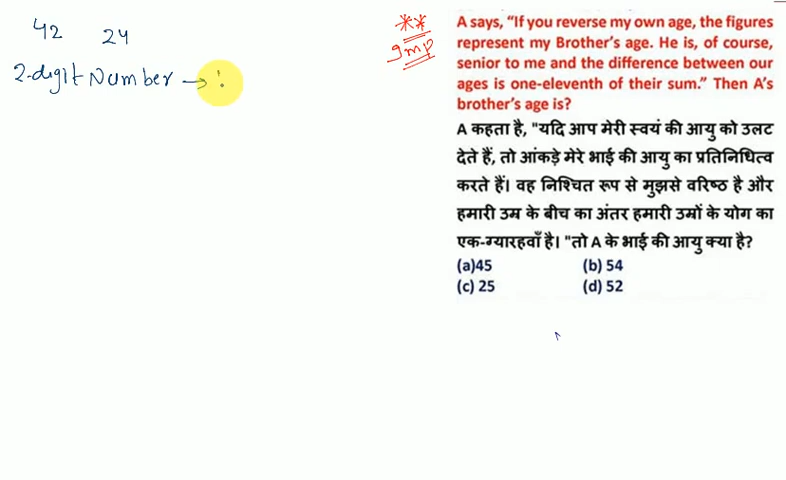 42 24
2-digit Number →
**
Imp
A says, "If you reverse my own age, the figures
represent my Brother's age. He is, of course,
senior to me and the difference between our
ages is one-eleventh of their sum." Then A's
brother's age is?
A कहता है, "यदि आप मेरी स्वयं की आयु को उलट
देते हैं, तो आंकड़े मेरे भाई की आयु का प्रतिनिधित्व
करते हैं। वह निश्चित रूप से मुझसे वरिष्ठ है और
हमारी उम्र के बीच का अंतर हमारी उम्रों के योग का
एक-ग्यारहवाँ है। "तो A के भाई की आयु क्या है?
(a)45 (b) 54
(c) 25 (d) 52